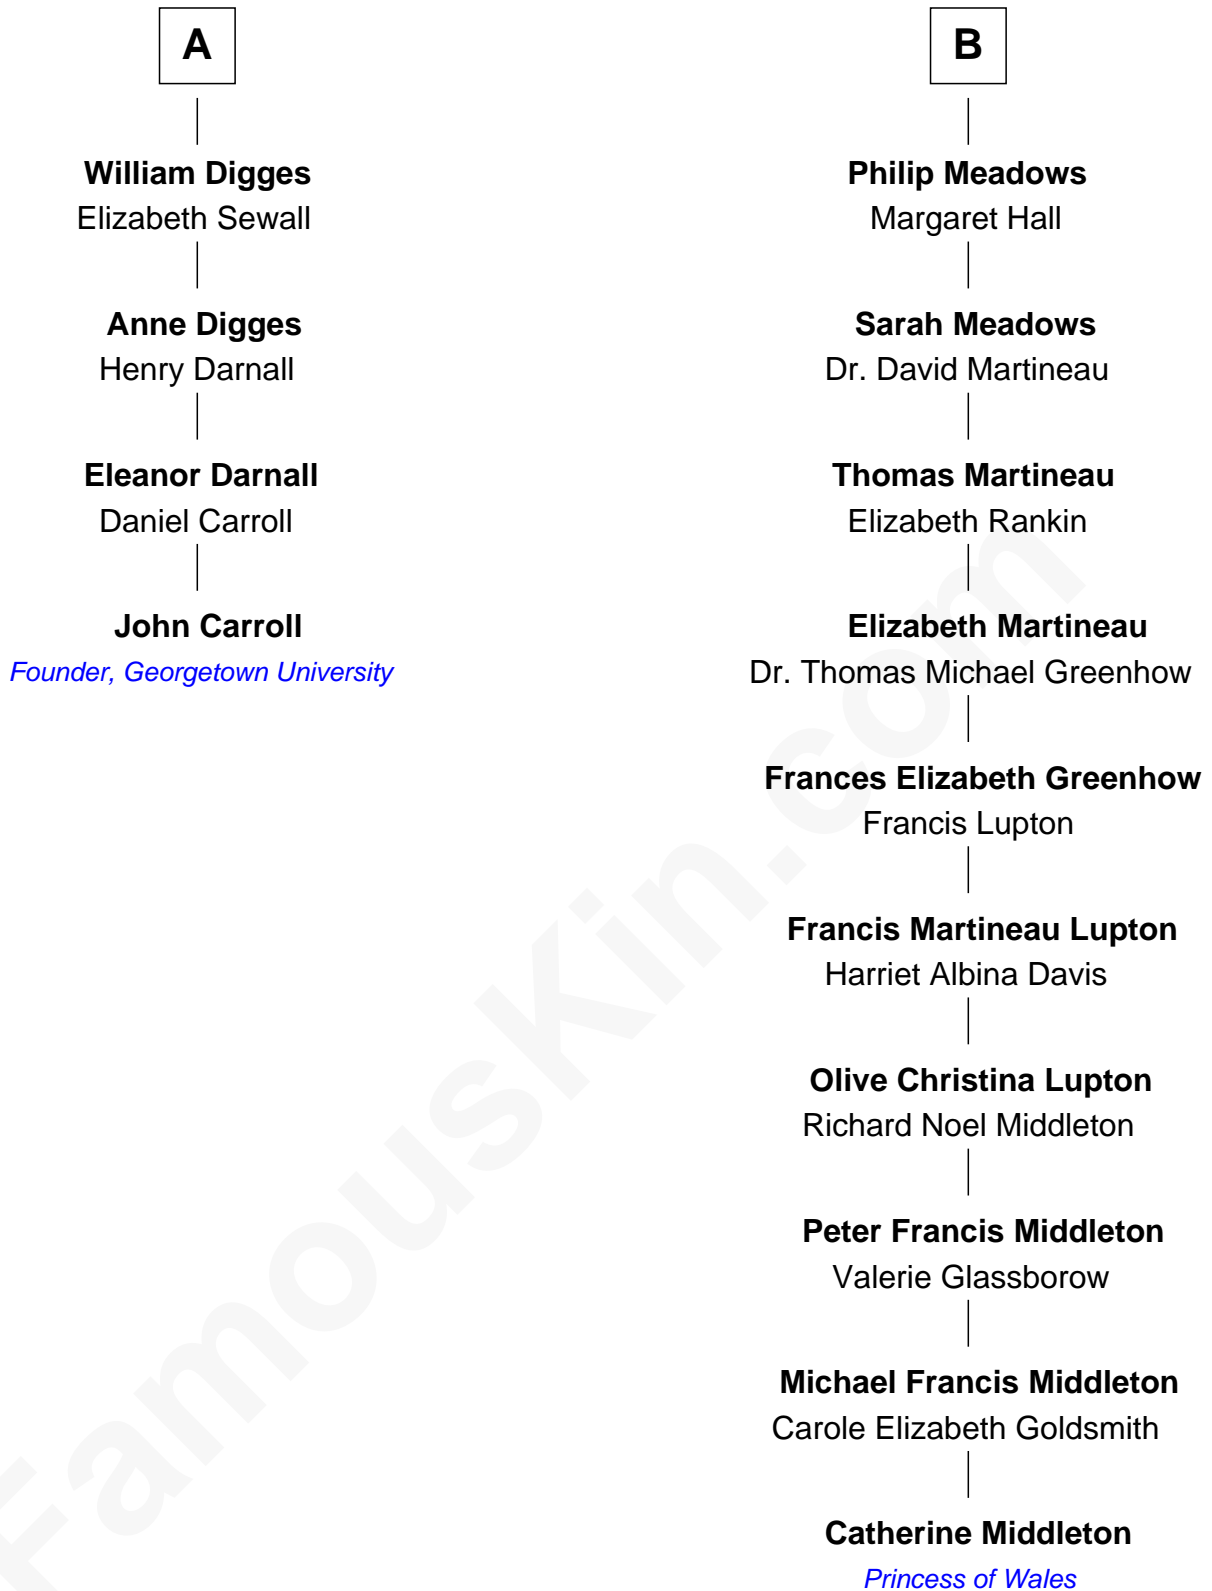 A
William Digges
Elizabeth Sewall
Anne Digges
Henry Darnall
Eleanor Darnall
Daniel Carroll
John Carroll
Founder, Georgetown University
B
Philip Meadows
Margaret Hall
Sarah Meadows
Dr. David Martineau
Thomas Martineau
Elizabeth Rankin
Elizabeth Martineau
Dr. Thomas Michael Greenhow
Frances Elizabeth Greenhow
Francis Lupton
Francis Martineau Lupton
Harriet Albina Davis
Olive Christina Lupton
Richard Noel Middleton
Peter Francis Middleton
Valerie Glassborow
Michael Francis Middleton
Carole Elizabeth Goldsmith
Catherine Middleton
Princess of Wales
FamousKin.com